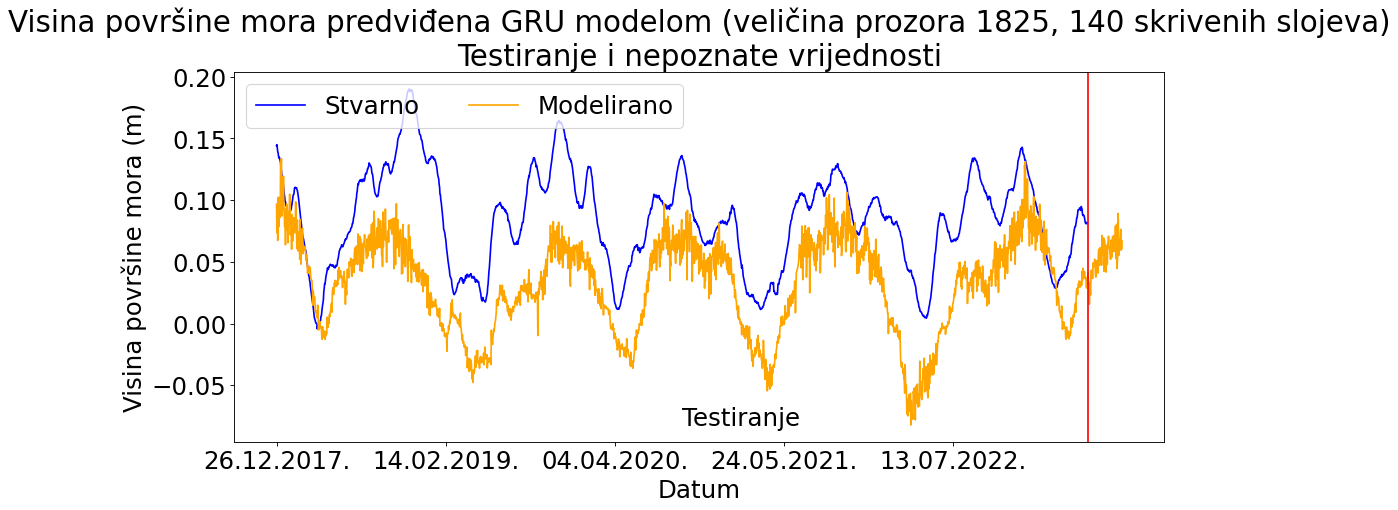 Visina površine mora predviđena GRU modelom (veličina prozora 1825, 140 skrivenih slojeva)
Testiranje i nepoznate vrijednosti
Stvarno Modelirano
Visina površine mora (m)
0.20
0.15
0.10
0.05
0.00
−0.05
Testiranje
26.12.2017. 14.02.2019. 04.04.2020. 24.05.2021. 13.07.2022.
Datum